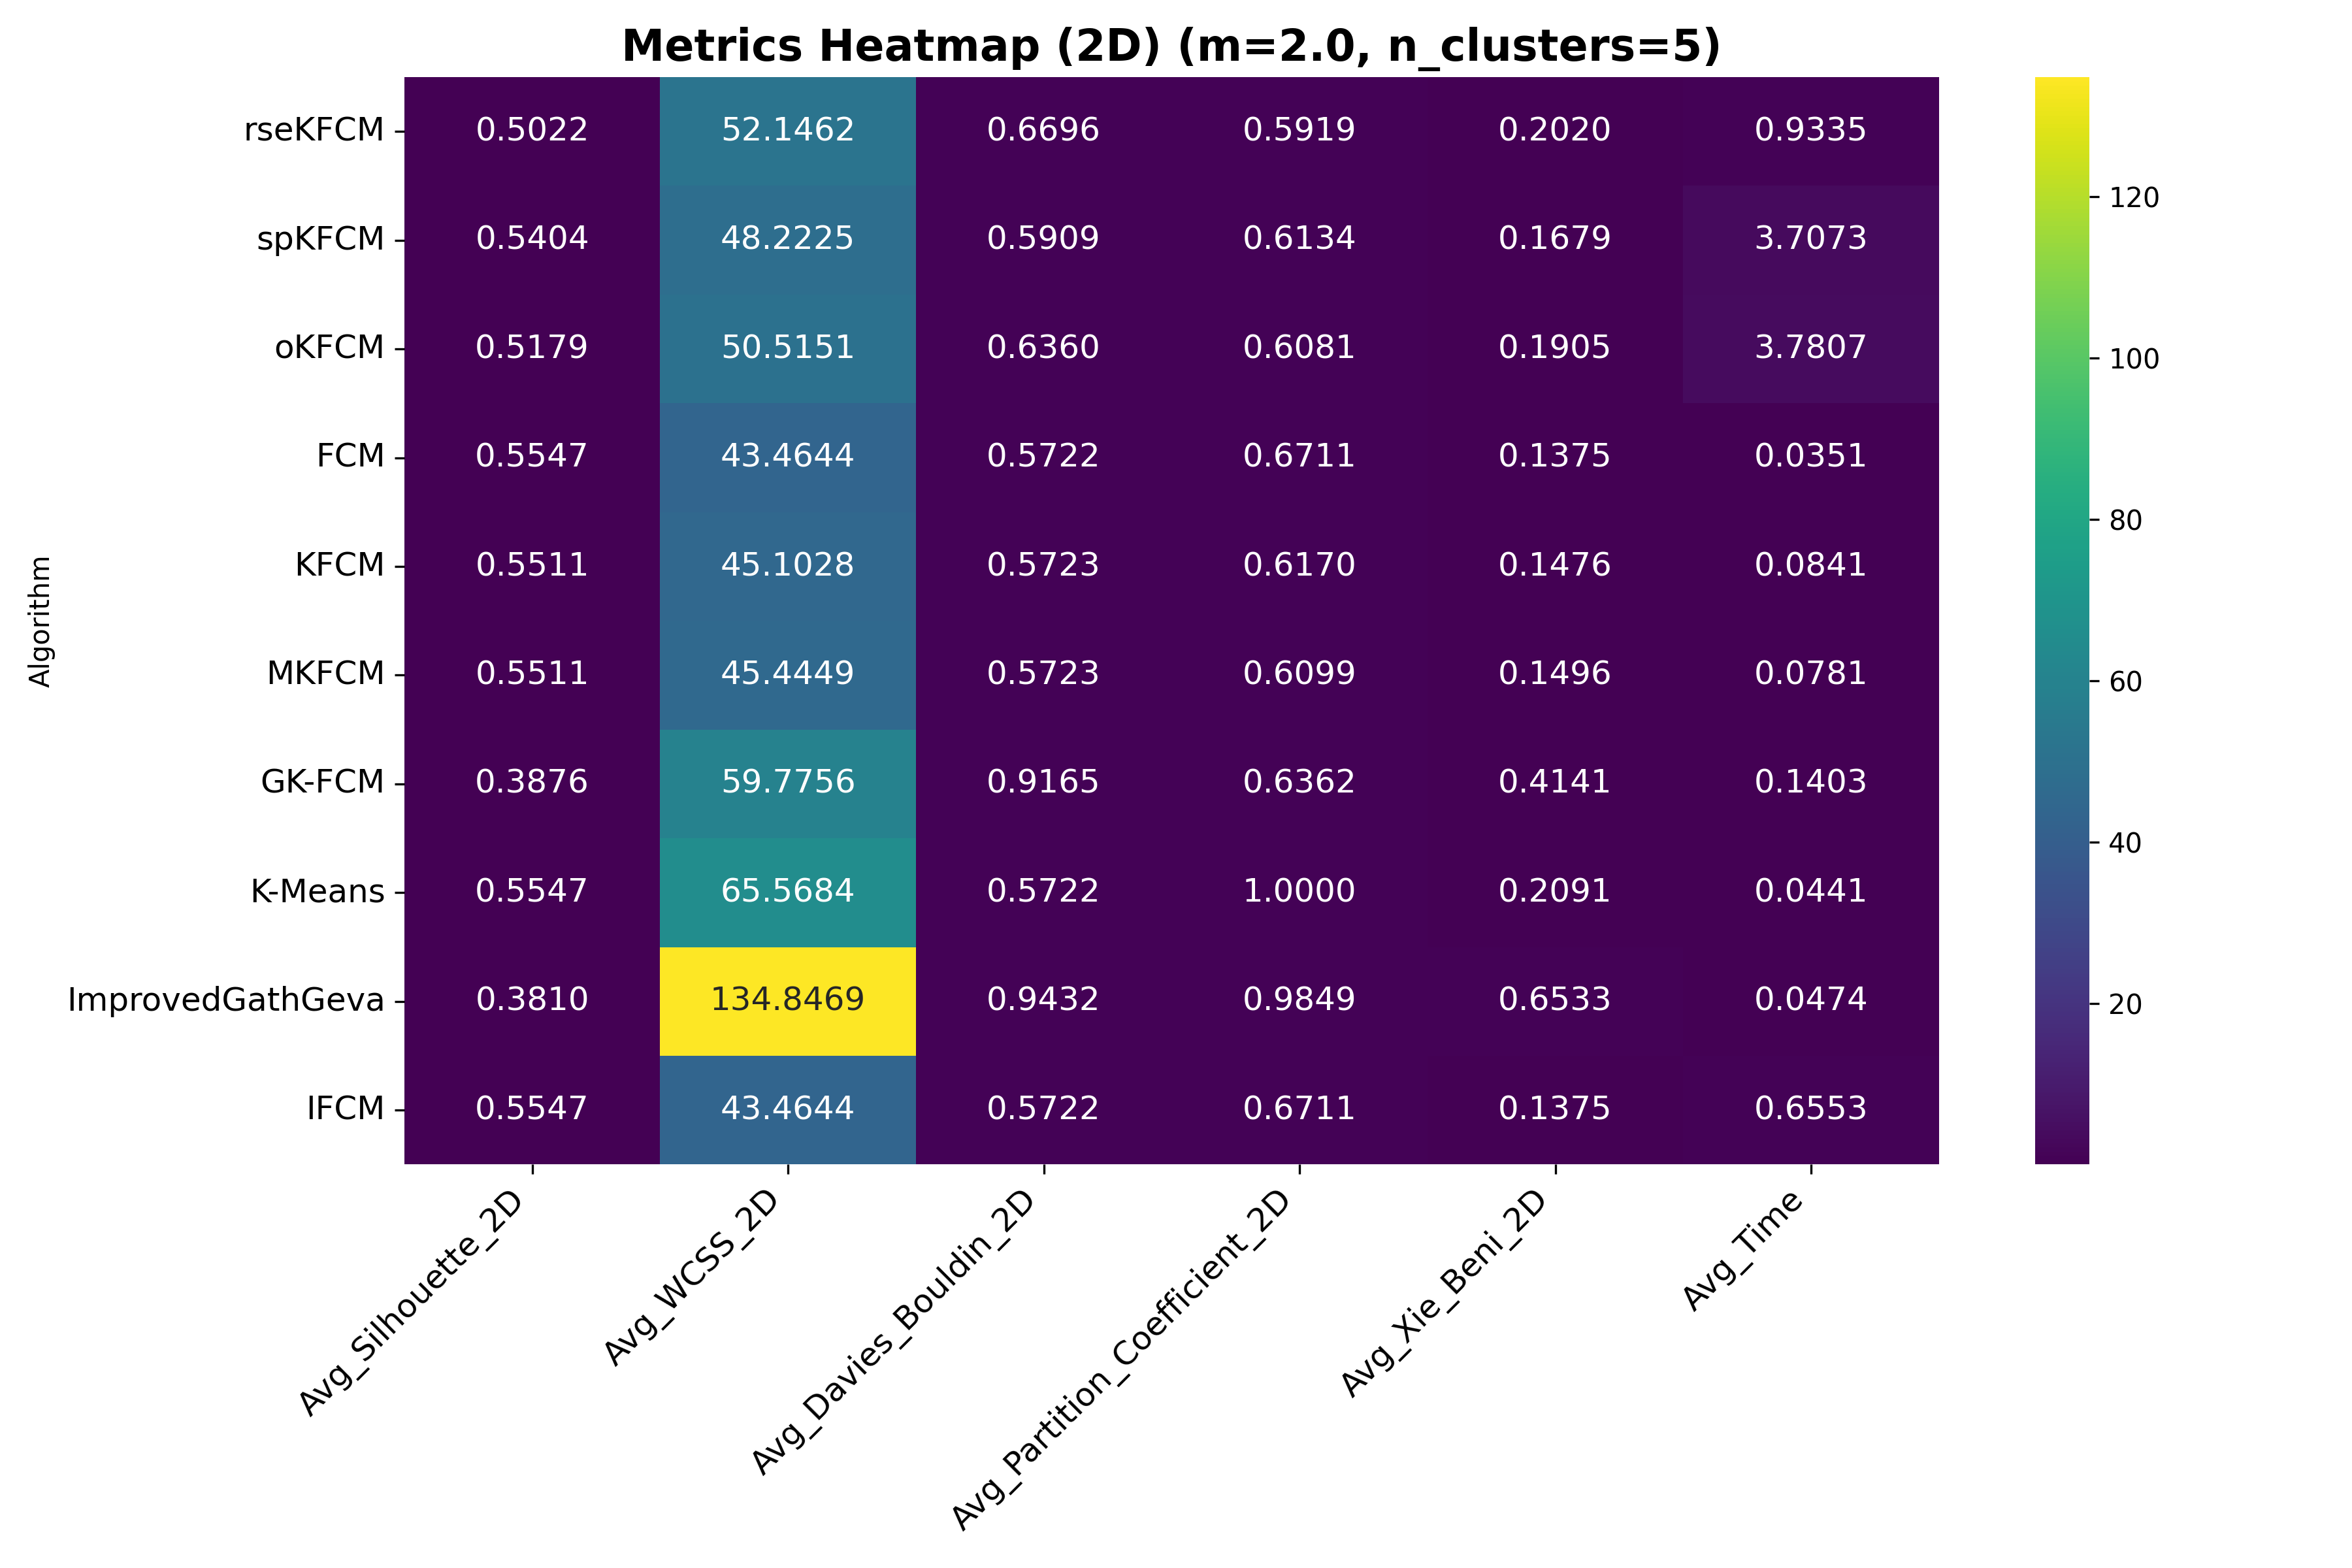 Metrics Heatmap (2D) (m=2.0, n_clusters=5)
Algorithm
rseKFCM 0.5022 52.1462 0.6696 0.5919 0.2020 0.9335
spKFCM 0.5404 48.2225 0.5909 0.6134 0.1679 3.7073
oKFCM 0.5179 50.5151 0.6360 0.6081 0.1905 3.7807
FCM 0.5547 43.4644 0.5722 0.6711 0.1375 0.0351
KFCM 0.5511 45.1028 0.5723 0.6170 0.1476 0.0841
MKFCM 0.5511 45.4449 0.5723 0.6099 0.1496 0.0781
GK-FCM 0.3876 59.7756 0.9165 0.6362 0.4141 0.1403
K-Means 0.5547 65.5684 0.5722 1.0000 0.2091 0.0441
ImprovedGathGeva 0.3810 134.8469 0.9432 0.9849 0.6533 0.0474
IFCM 0.5547 43.4644 0.5722 0.6711 0.1375 0.6553
Avg_Silhouette_2D
Avg_WCSS_2D
Avg_Davies_Bouldin_2D
Avg_Partition_Coefficient_2D
Avg_Xie_Beni_2D
Avg_Time
120
100
80
60
40
20